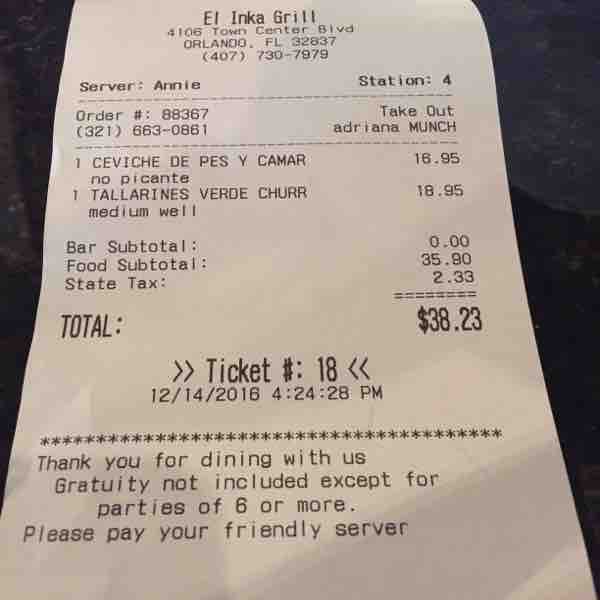 El Inka Grill
4106 Town Center Blvd
ORLANDO, FL 32837
(407) 730-7979
Server: Annie Station: 4
Order #: 88367 Take Out
(321) 663-0861 adriana MUNCH
1 CEVICHE DE PES Y CAMAR 16.95
no picante
1 TALLARINES VERDE CHURR 18.95
medium well
Bar Subtotal: 0.00
Food Subtotal: 35.90
State Tax: 2.33
========
TOTAL: $38.23
>> Ticket #: 18 <<
12/14/2016 4:24:28 PM
****************************************
Thank you for dining with us
Gratuity not included except for
parties of 6 or more.
Please pay your friendly server